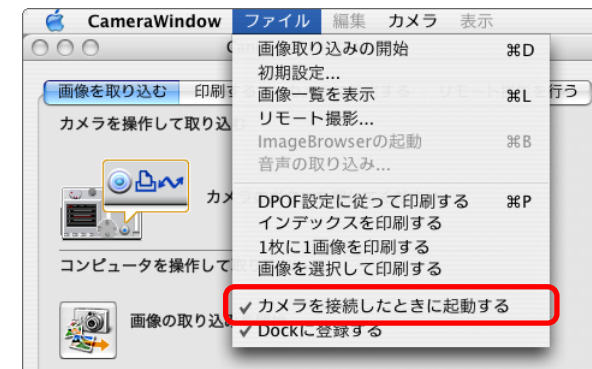 CameraWindow ファイル 編集 カメラ 表示
画像取り込みの開始 ⌘D
初期設定...
画像を取り込む 印刷す 行う
画像一覧を表示 ⌘L
リモート撮影...
カメラを操作して取り込
ImageBrowserの起動 ⌘B
音声の取り込み...
カメ
DPOF設定に従って印刷する ⌘P
インデックスを印刷する
1枚に1画像を印刷する
コンピュータを操作して
画像を選択して印刷する
✓カメラを接続したときに起動する
画像の取り込み
✓Dockに登録する